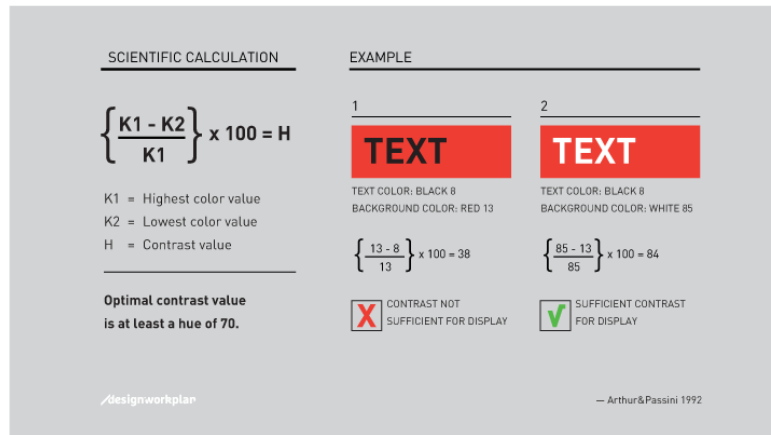 SCIENTIFIC CALCULATION
{K1 - K2
K1} x 100 = H
K1 = Highest color value
K2 = Lowest color value
H = Contrast value
Optimal contrast value
is at least a hue of 70.
EXAMPLE
1
TEXT
TEXT COLOR: BLACK 8
BACKGROUND COLOR: RED 13
{13 - 8
13} x 100 = 38
X
CONTRAST NOT
SUFFICIENT FOR DISPLAY
2
TEXT
TEXT COLOR: BLACK 8
BACKGROUND COLOR: WHITE 85
{85 - 13
85} x 100 = 84
√
SUFFICIENT CONTRAST
FOR DISPLAY
/designworkplan
— Arthur&Passini 1992